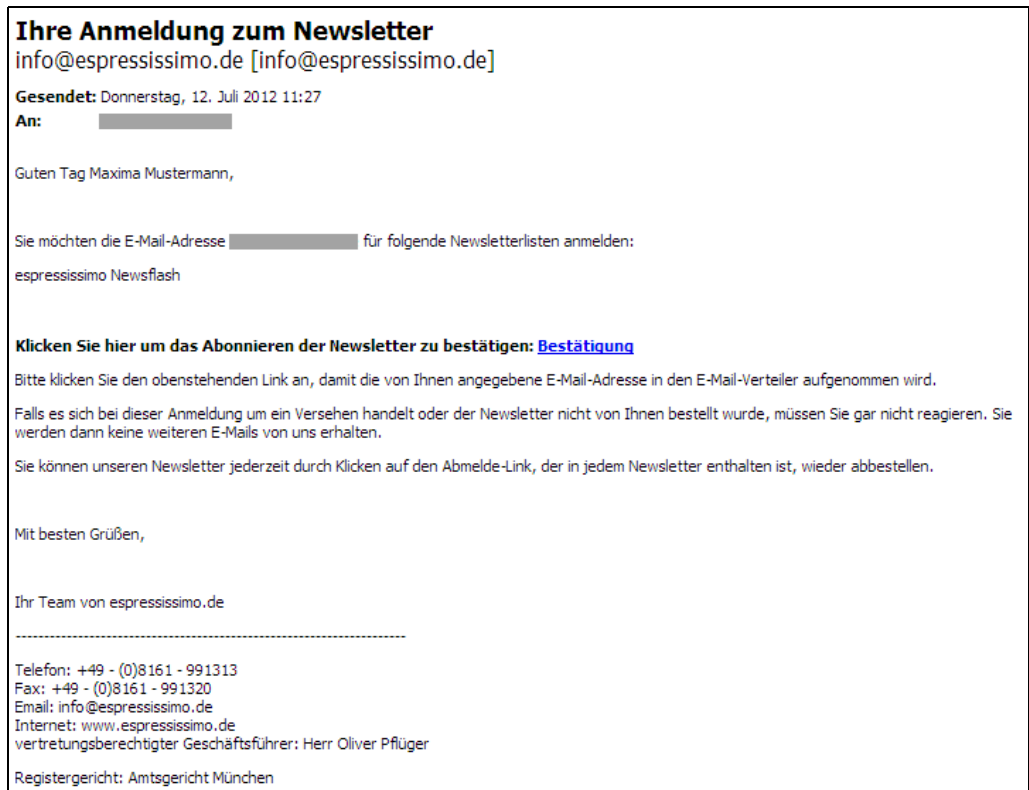 Ihre Anmeldung zum Newsletter
info@espressissimo.de [info@espressissimo.de]
Gesendet: Donnerstag, 12. Juli 2012 11:27
An:
Guten Tag Maxima Mustermann,
Sie möchten die E-Mail-Adresse für folgende Newsletterlisten anmelden:
espressissimo Newsflash
Klicken Sie hier um das Abonnieren der Newsletter zu bestätigen: Bestätigung
Bitte klicken Sie den obenstehenden Link an, damit die von Ihnen angegebene E-Mail-Adresse in den E-Mail-Verteiler aufgenommen wird.
Falls es sich bei dieser Anmeldung um ein Versehen handelt oder der Newsletter nicht von Ihnen bestellt wurde, müssen Sie gar nicht reagieren. Sie
werden dann keine weiteren E-Mails von uns erhalten.
Sie können unseren Newsletter jederzeit durch Klicken auf den Abmelde-Link, der in jedem Newsletter enthalten ist, wieder abbestellen.
Mit besten Grüßen,
Ihr Team von espressissimo.de
----------------------------------------------------------------------
Telefon: +49 - (0)8161 - 991313
Fax: +49 - (0)8161 - 991320
Email: info@espressissimo.de
Internet: www.espressissimo.de
vertretungsberechtigter Geschäftsführer: Herr Oliver Pflüger
Registergericht: Amtsgericht München